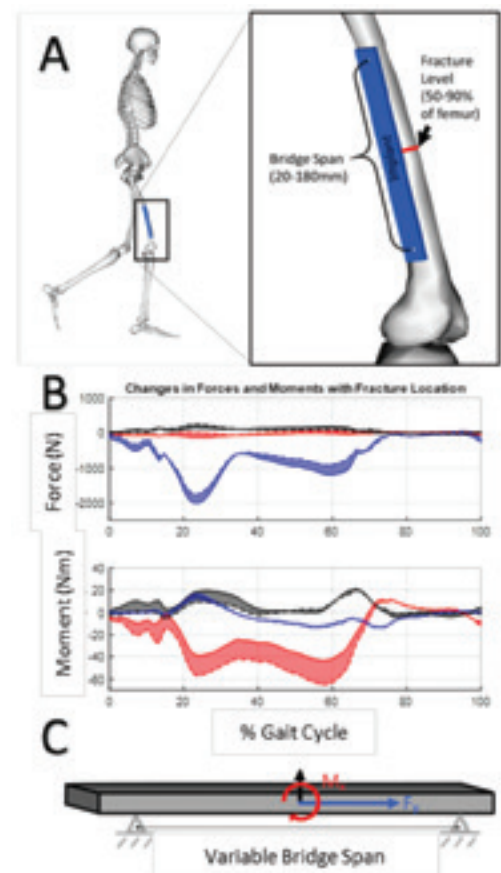 A
Fracture
Level
(50-90%
of femur)
Bridge Span
(20-180mm)
B
Changes in Forces and Moments with Fracture Location
Force (N)
1000
0
-1000
-2000
0 20 40 60 80 100
Moment (Nm)
40
20
0
-20
-40
-60
0 20 40 60 80 100
% Gait Cycle
C
Variable Bridge Span